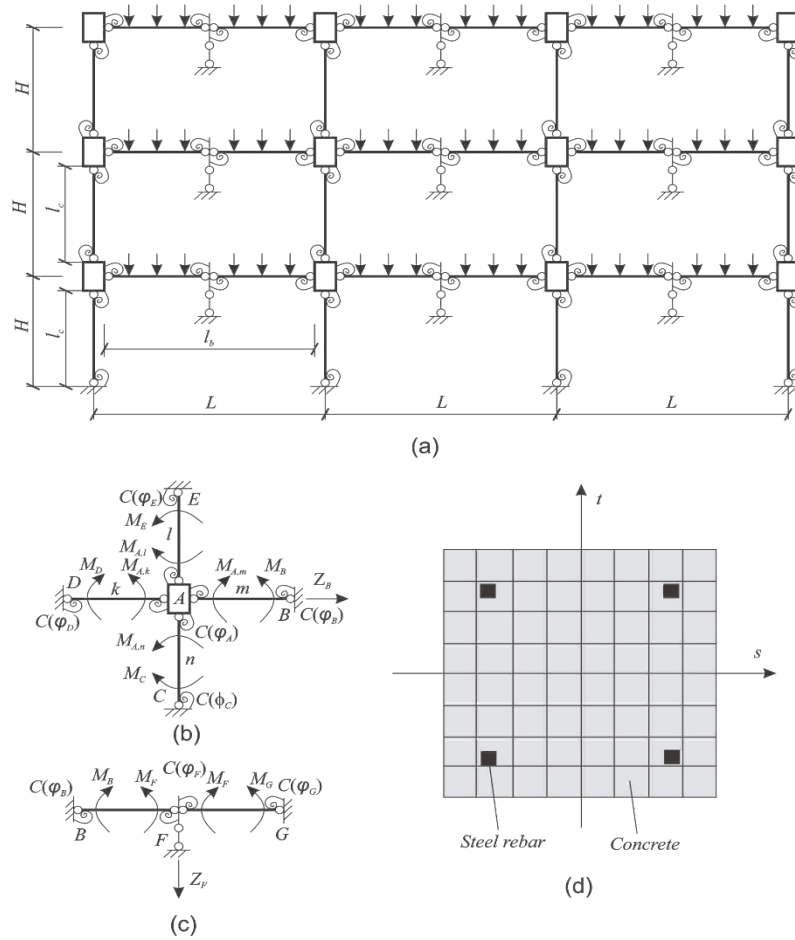 H
H
l_c
H
l_c
l_b
L
L
L
(a)
C(φ_E)
E
M_E
l
M_{A,l}
M_D
M_{A,k}
M_{A,m}
M_B
D
k
A
m
Z_B
B
C(φ_D)
C(φ_A)
C(φ_B)
M_{A,n}
n
M_C
C
C(ϕ_C)
(b)
C(φ_F)
C(φ_B)
M_B
M_F
M_F
M_G
C(φ_G)
B
F
G
Z_F
(c)
t
s
Steel rebar
Concrete
(d)